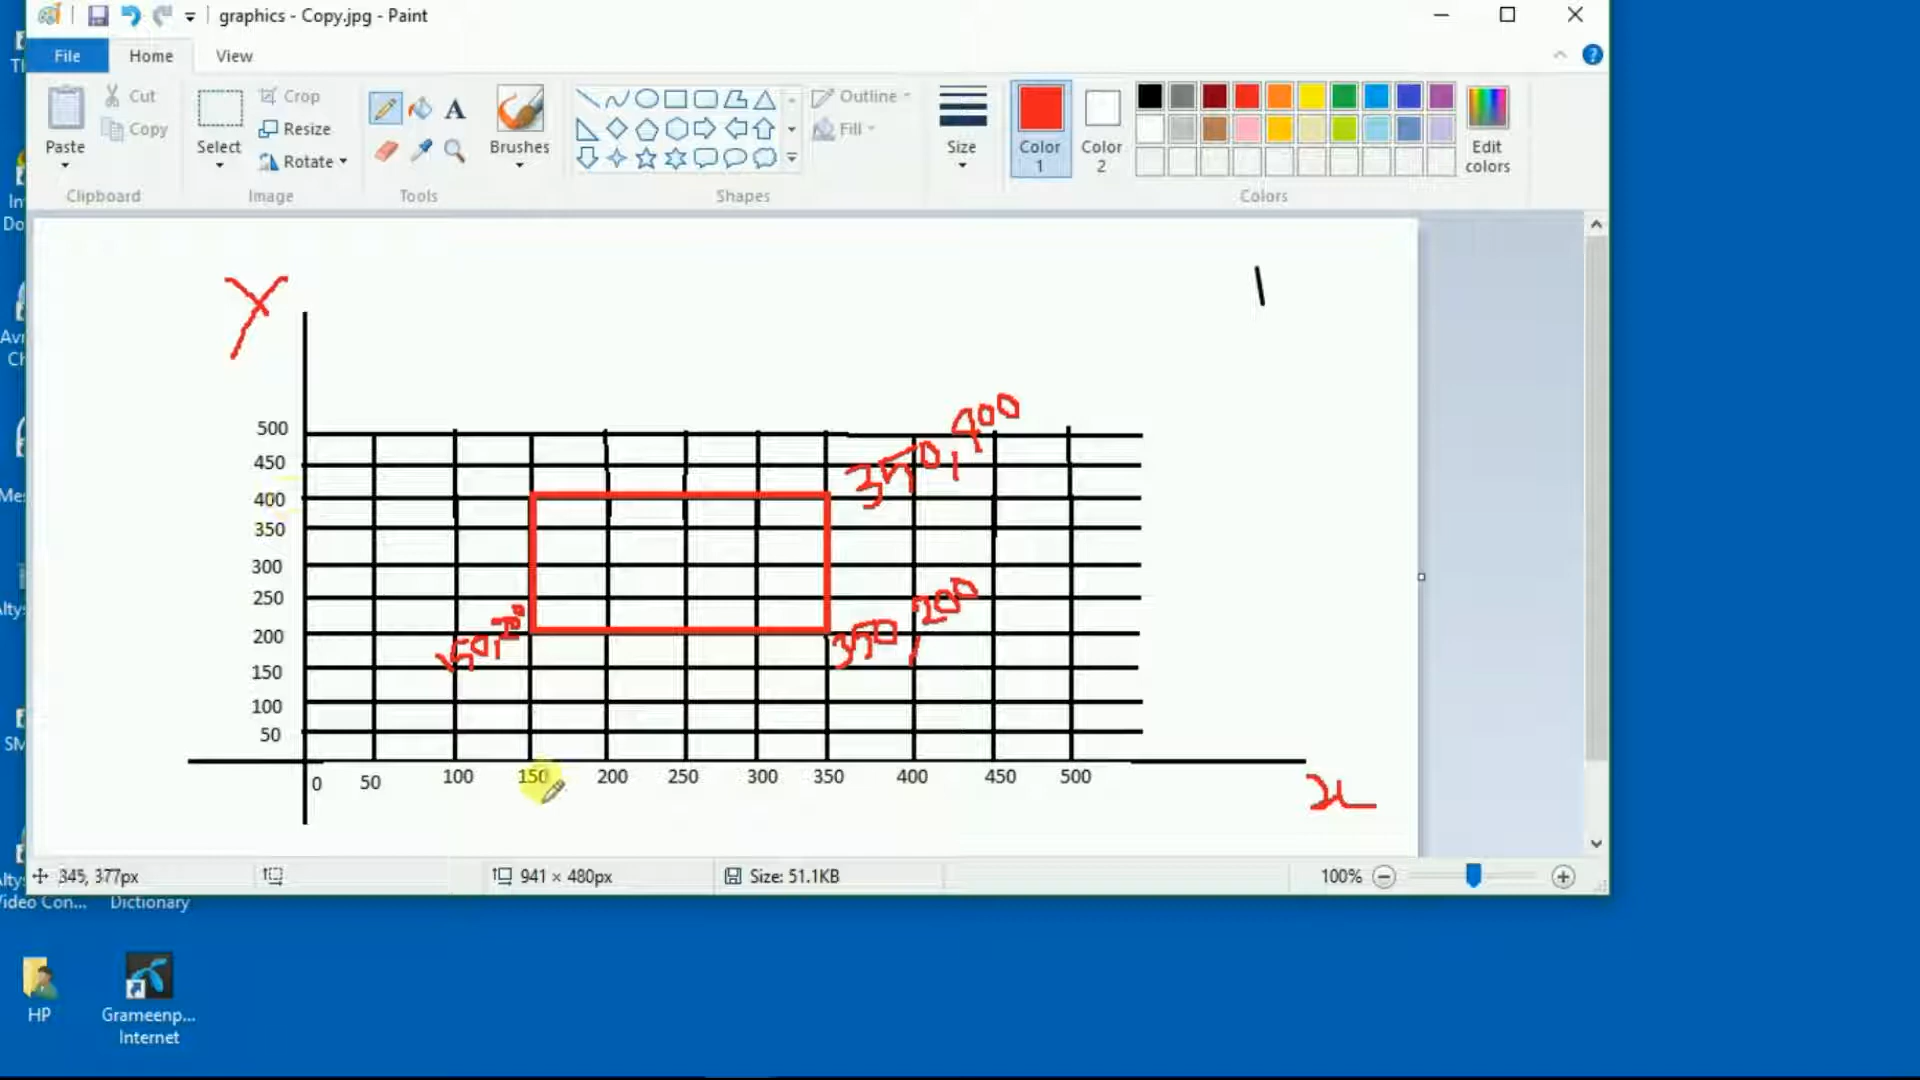 graphics - Copy.jpg - Paint
File Home View
Cut
Copy
Paste
Clipboard
Select
Crop
Resize
Rotate
Image
A
Tools
Brushes
Outline
Fill
Shapes
Size
Color 1
Color 2
Edit colors
Colors
Y
500
450
400
350
300
250
200
150
100
50
350, 400
150, 200
350, 200
0 50 100 150 200 250 300 350 400 450 500
x
345, 377px
941 × 480px
Size: 51.1KB
100%
Video Con...
Dictionary
HP
Grameenp...
Internet